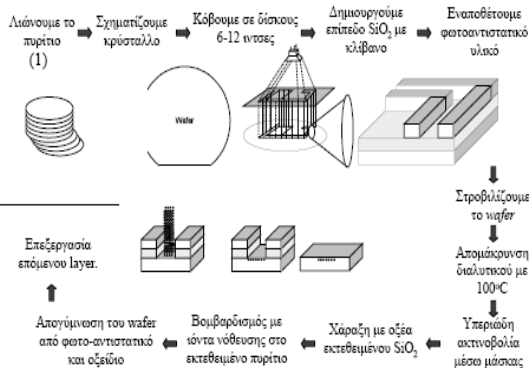 Λιώνουμε το
πυρίτιο
(1)
Σχηματίζουμε
κρύσταλλο
Κόβουμε σε δίσκους
6-12 ιντσες
Δημιουργούμε
επίπεδο SiO₂ με
κλίβανο
Εναποθέτουμε
φωτοαντιστατικό
υλικό
Wafer
Στροβιλίζουμε
το wafer
Απομάκρυνση
διαλυτικού με
100°C
Υπεριώδη
ακτινοβολία
μέσω μάσκας
Χάραξη με οξέα
εκτεθειμένου SiO₂
Βομβαρδισμός με
ιόντα νόθευσης στο
εκτεθειμένο πυρίτιο
Απογύμνωση του wafer
από φωτο-αντιστατικό
και οξείδιο
Επεξεργασία
επόμενου layer.